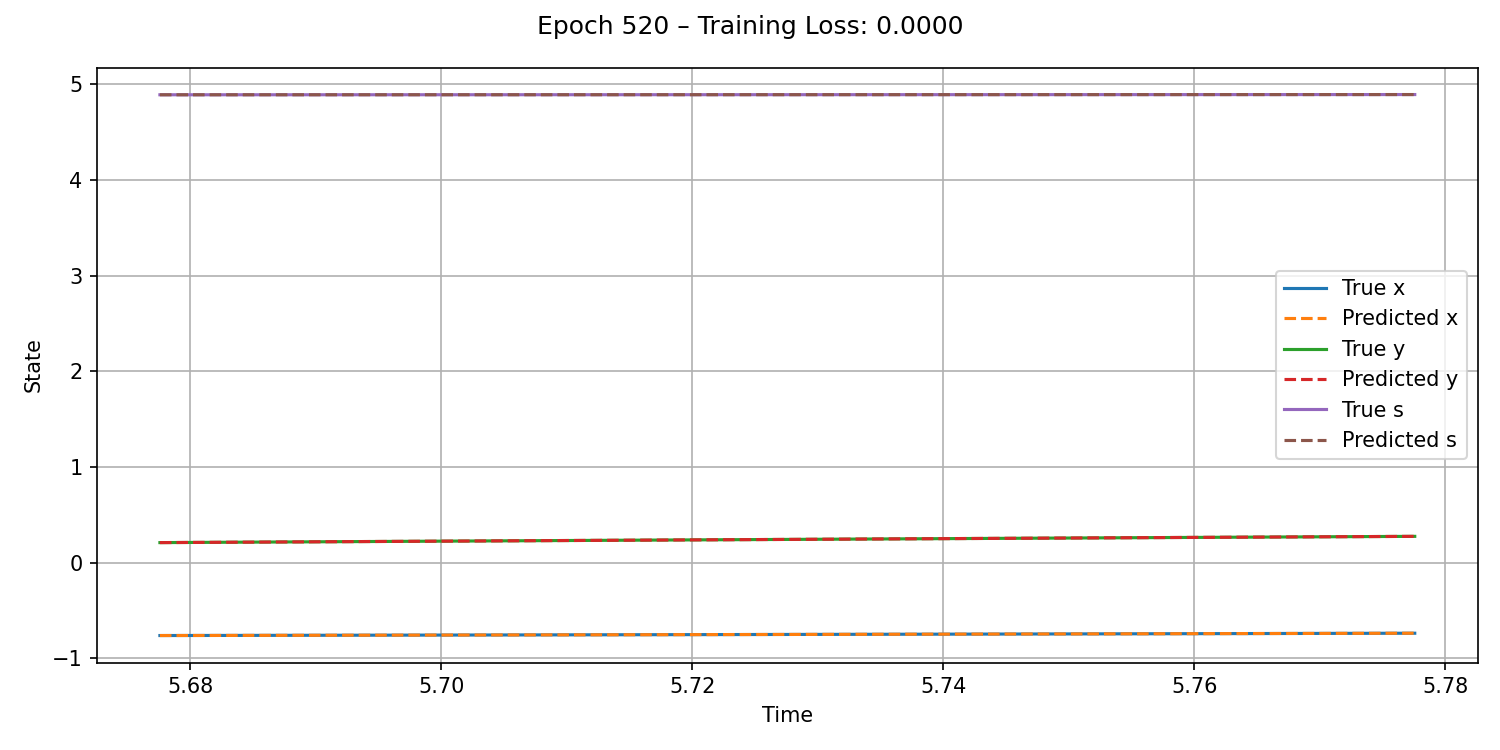 Epoch 520 – Training Loss: 0.0000
5
4
3
2
1
0
−1
State
True x
Predicted x
True y
Predicted y
True s
Predicted s
5.68 5.70 5.72 5.74 5.76 5.78
Time